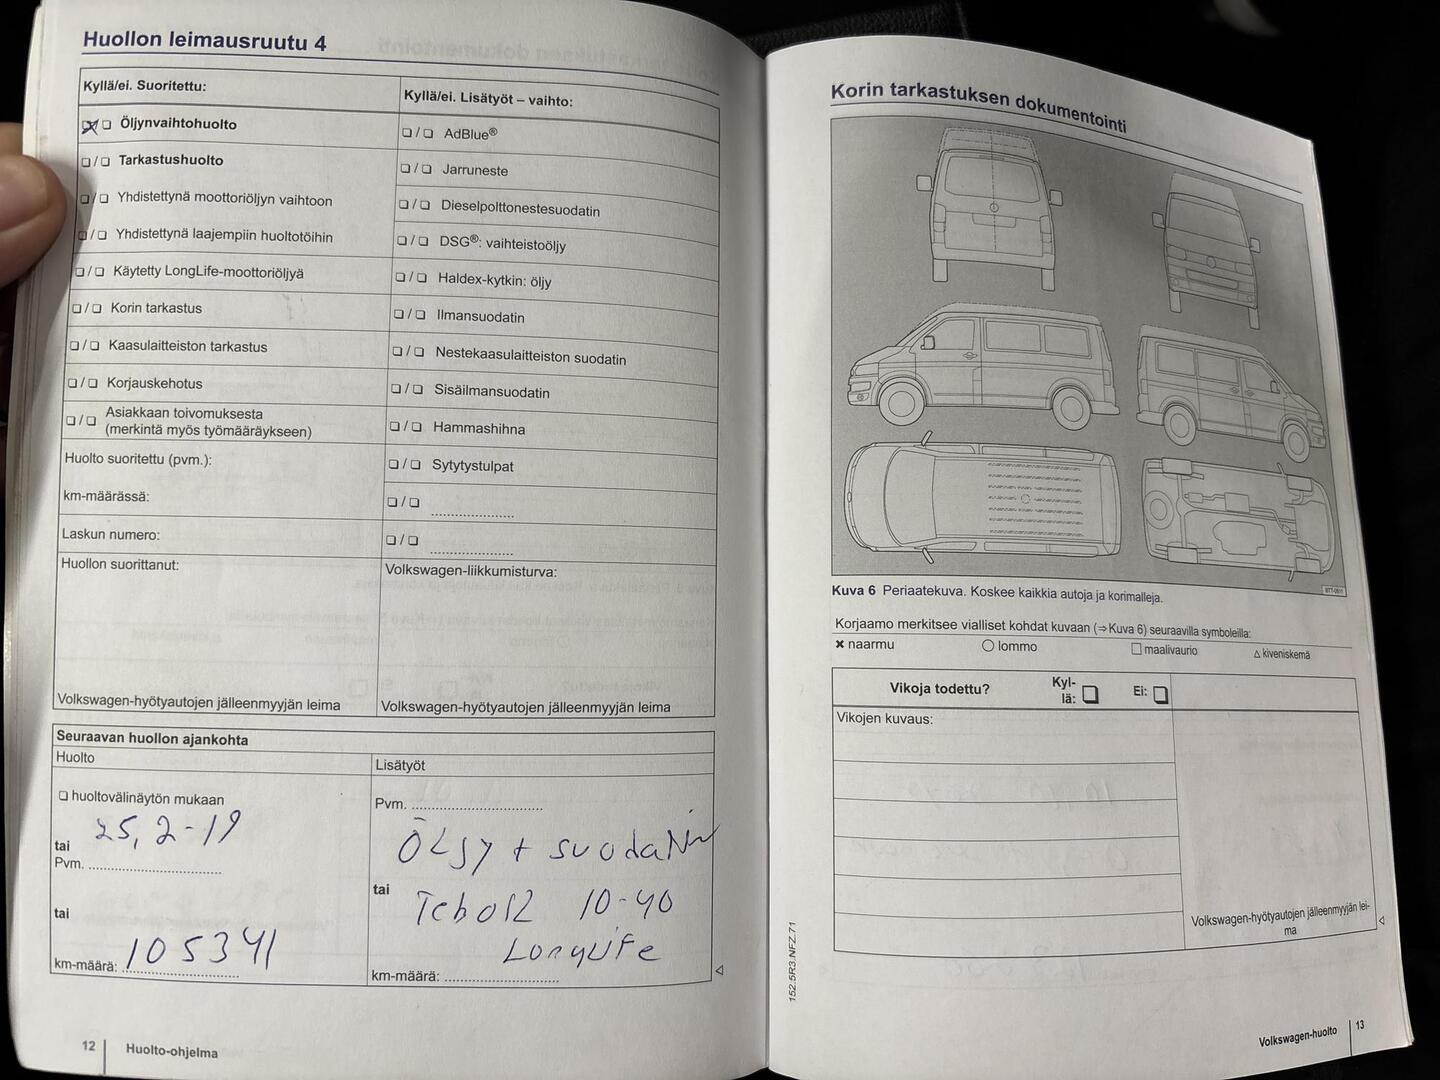 Huollon leimausruutu 4
Kyllä/ei. Suoritettu:
❏/❏ Öljynvaihtohuolto
❏/❏ Tarkastushuolto
❏/❏ Yhdistettynä moottoriöljyn vaihtoon
❏/❏ Yhdistettynä laajempiin huoltotöihin
❏/❏ Käytetty LongLife-moottoriöljyä
❏/❏ Korin tarkastus
❏/❏ Kaasulaitteiston tarkastus
❏/❏ Korjauskehotus
❏/❏ Asiakkaan toivomuksesta
(merkintä myös työmääräykseen)
Huolto suoritettu (pvm.):
km-määrässä:
Laskun numero:
Huollon suorittanut:
Volkswagen-hyötyautojen jälleenmyyjän leima
Kyllä/ei. Lisätyöt – vaihto:
❏/❏ AdBlue®
❏/❏ Jarruneste
❏/❏ Dieselpolttonestesuodatin
❏/❏ DSG®: vaihteistoöljy
❏/❏ Haldex-kytkin: öljy
❏/❏ Ilmansuodatin
❏/❏ Nestekaasulaitteiston suodatin
❏/❏ Sisäilmansuodatin
❏/❏ Hammashihna
❏/❏ Sytytystulpat
❏/❏ ....................
❏/❏ ....................
Volkswagen-liikkumisturva:
Volkswagen-hyötyautojen jälleenmyyjän leima
Seuraavan huollon ajankohta
Huolto
❏ huoltovälinäytön mukaan
25,2-19
tai
Pvm. ..............................
tai
km-määrä: 105341
Lisätyöt
Pvm. ..............................
ÖLJY + suodatin
tai
10-40
LongLife
km-määrä: ..........................
12 Huolto-ohjelma
Korin tarkastuksen dokumentointi
BTT-0511
Kuva 6 Periaatekuva. Koskee kaikkia autoja ja korimalleja.
Korjaamo merkitsee vialliset kohdat kuvaan (⇒Kuva 6) seuraavilla symboleilla:
✖ naarmu ○ lommo □ maalivaurio △ kiveniskemä
Vikoja todettu? Kyl-
lä: ❏ Ei: ❏
Vikojen kuvaus:
Volkswagen-hyötyautojen jälleenmyyjän lei-
ma
152.5R3.NFZ.71
Volkswagen-huolto 13